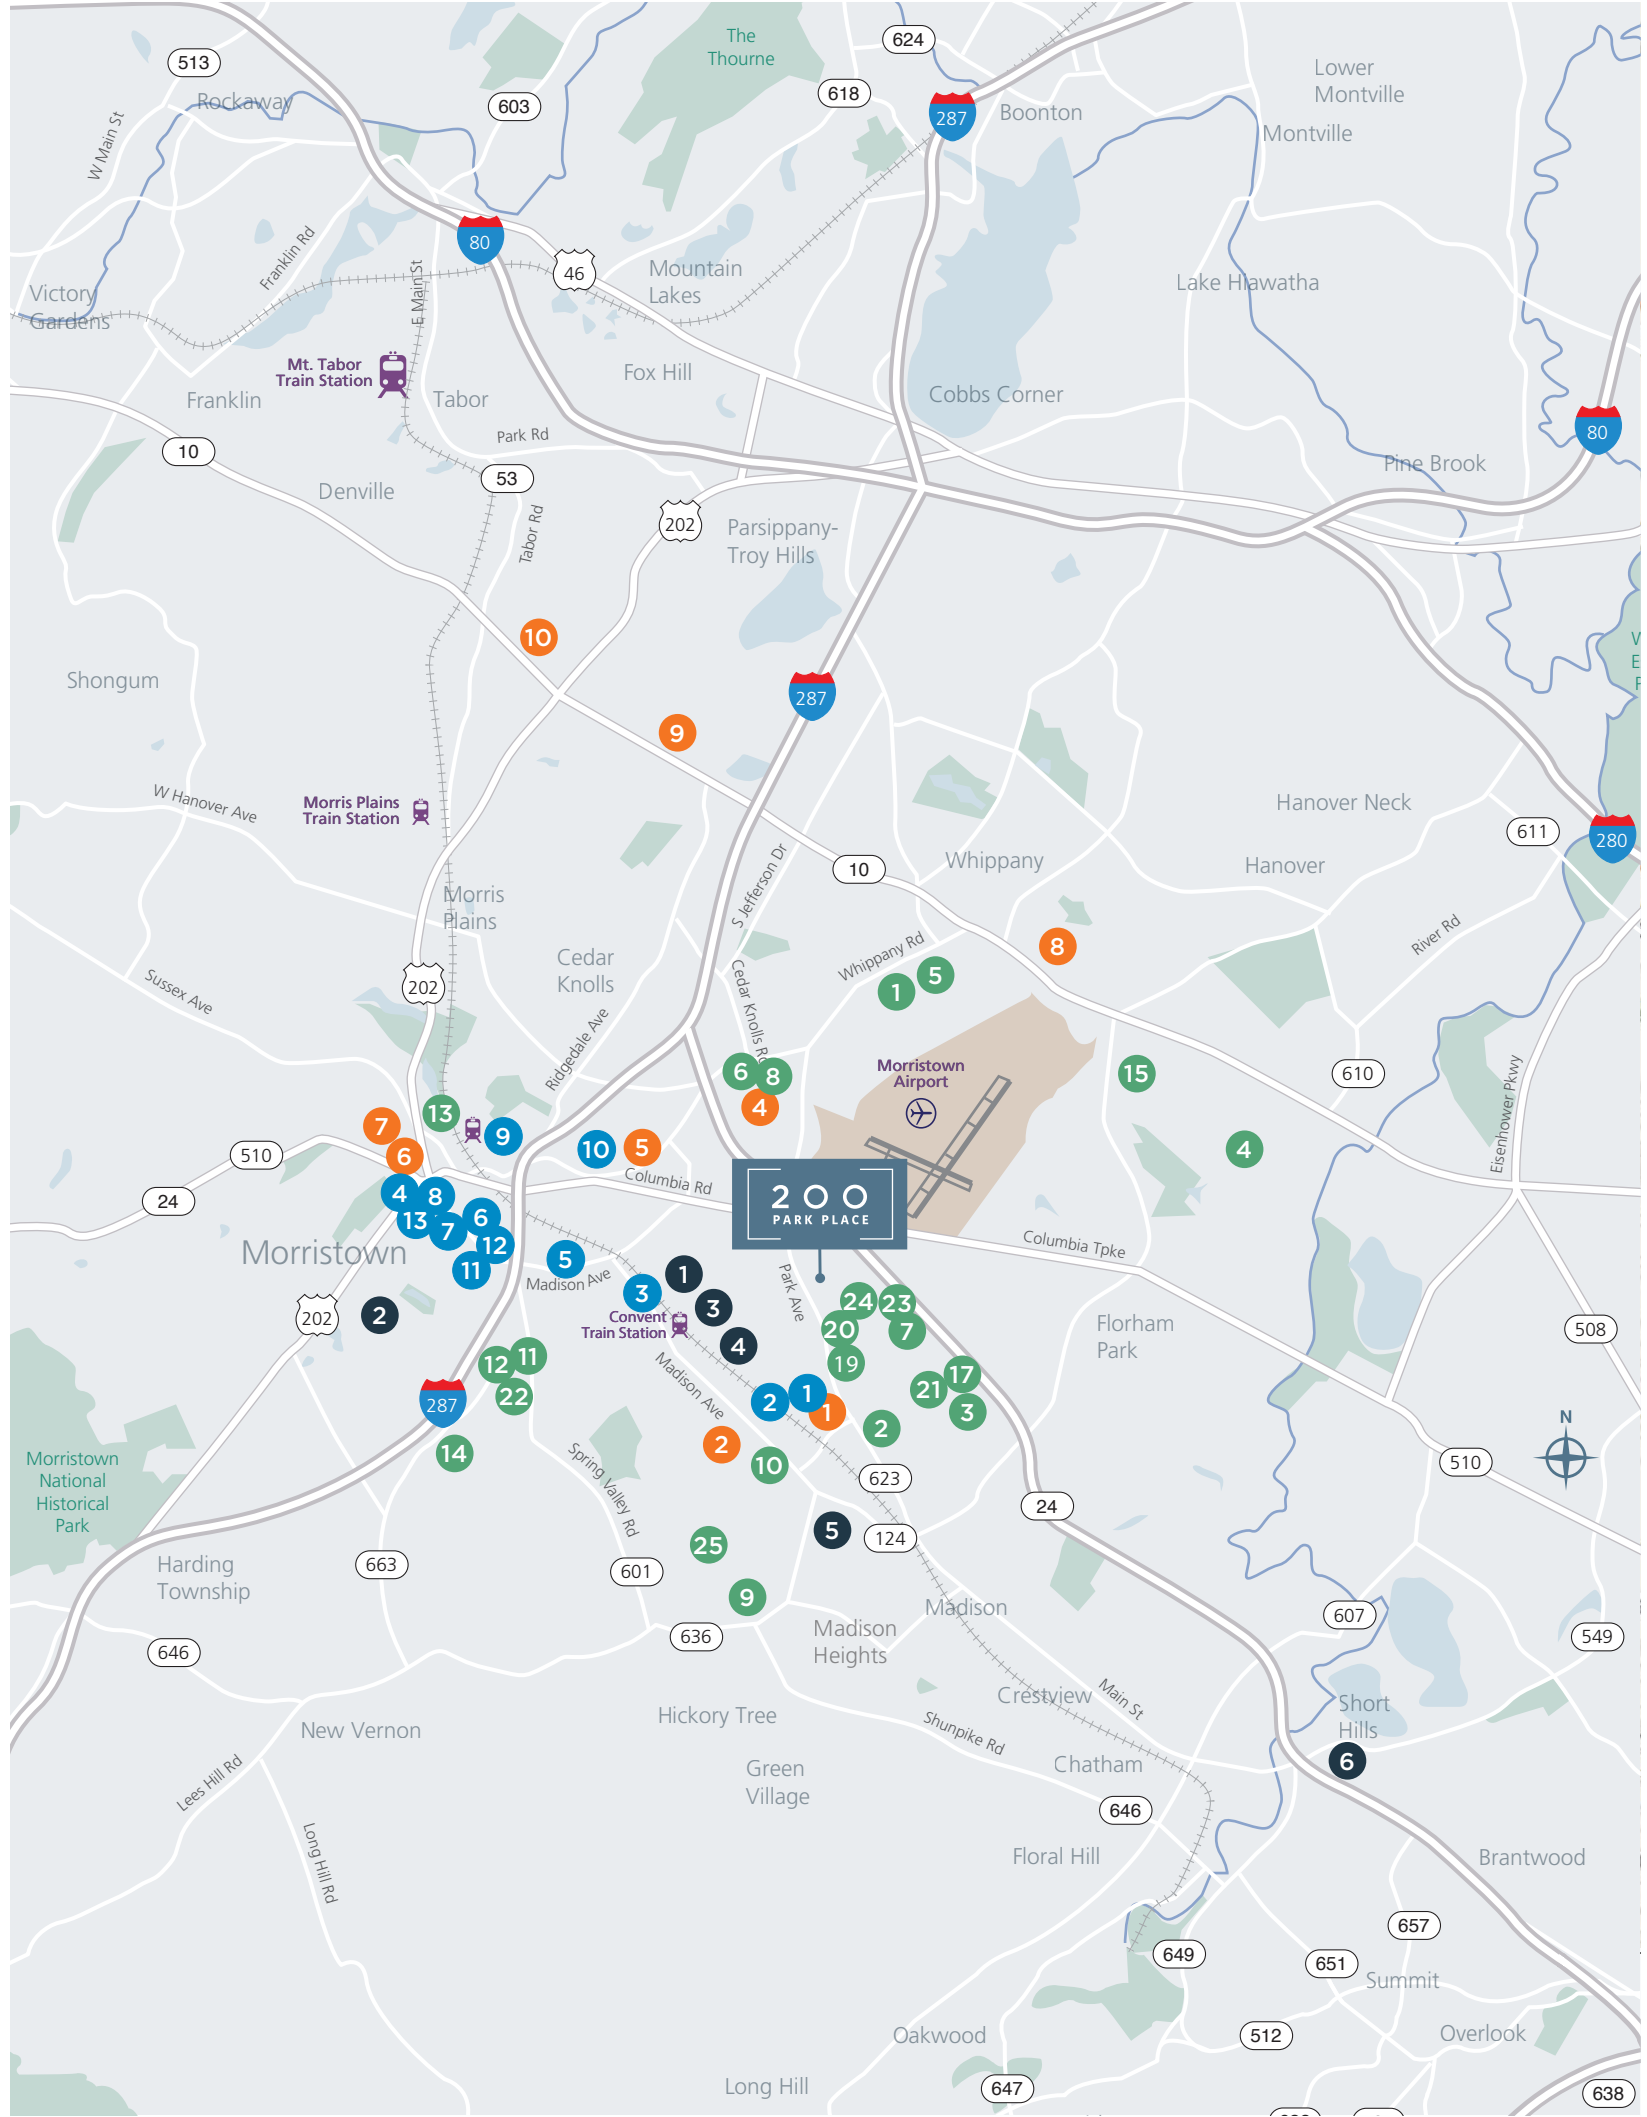 The
Thourne
624
Lower
Montville
513
Rockaway
603
618
287
Boonton
Montville
W Main St
80
46
Franklin Rd
E Main St
Mountain
Lakes
Lake Hiawatha
Victory
Gardens
Mt. Tabor
Train Station
Fox Hill
Franklin
Tabor
Cobbs Corner
80
Park Rd
10
53
Pine Brook
Denville
202
Tabor Rd
Parsippany-
Troy Hills
10
Shongum
287
9
W Hanover Ave
Morris Plains
Train Station
Hanover Neck
611
280
10
Whippany
Hanover
S Jefferson Dr
Morris
Plains
Cedar
Knolls
Whippany Rd
8
River Rd
Cedar Knolls Rd
5
1
202
Sussex Ave
Ridgedale Ave
6
8
Morristown
Airport
15
610
Eisenhower Pkwy
4
13
7
9
510
6
10
5
4
Columbia Rd
24
4
8
13
7
6
12
200
PARK PLACE
Columbia Tpke
Morristown
11
5
Madison Ave
1
3
Park Ave
3
2
202
Convent
Train Station
4
24
23
20
7
Florham
Park
508
12
11
19
22
287
Madison Ave
2
1
1
21
17
3
2
14
2
10
N
Morristown
National
Historical
Park
Spring Valley Rd
623
510
24
5
124
25
Harding
Township
663
601
9
Madison
607
636
Madison
Heights
549
646
Crestview
Main St
Short
Hills
New Vernon
Hickory Tree
Shunpike Rd
6
Lees Hill Rd
Green
Village
Chatham
646
Long Hill Rd
Floral Hill
Brantwood
657
649
651
Summit
Oakwood
512
Overlook
Long Hill
647
638